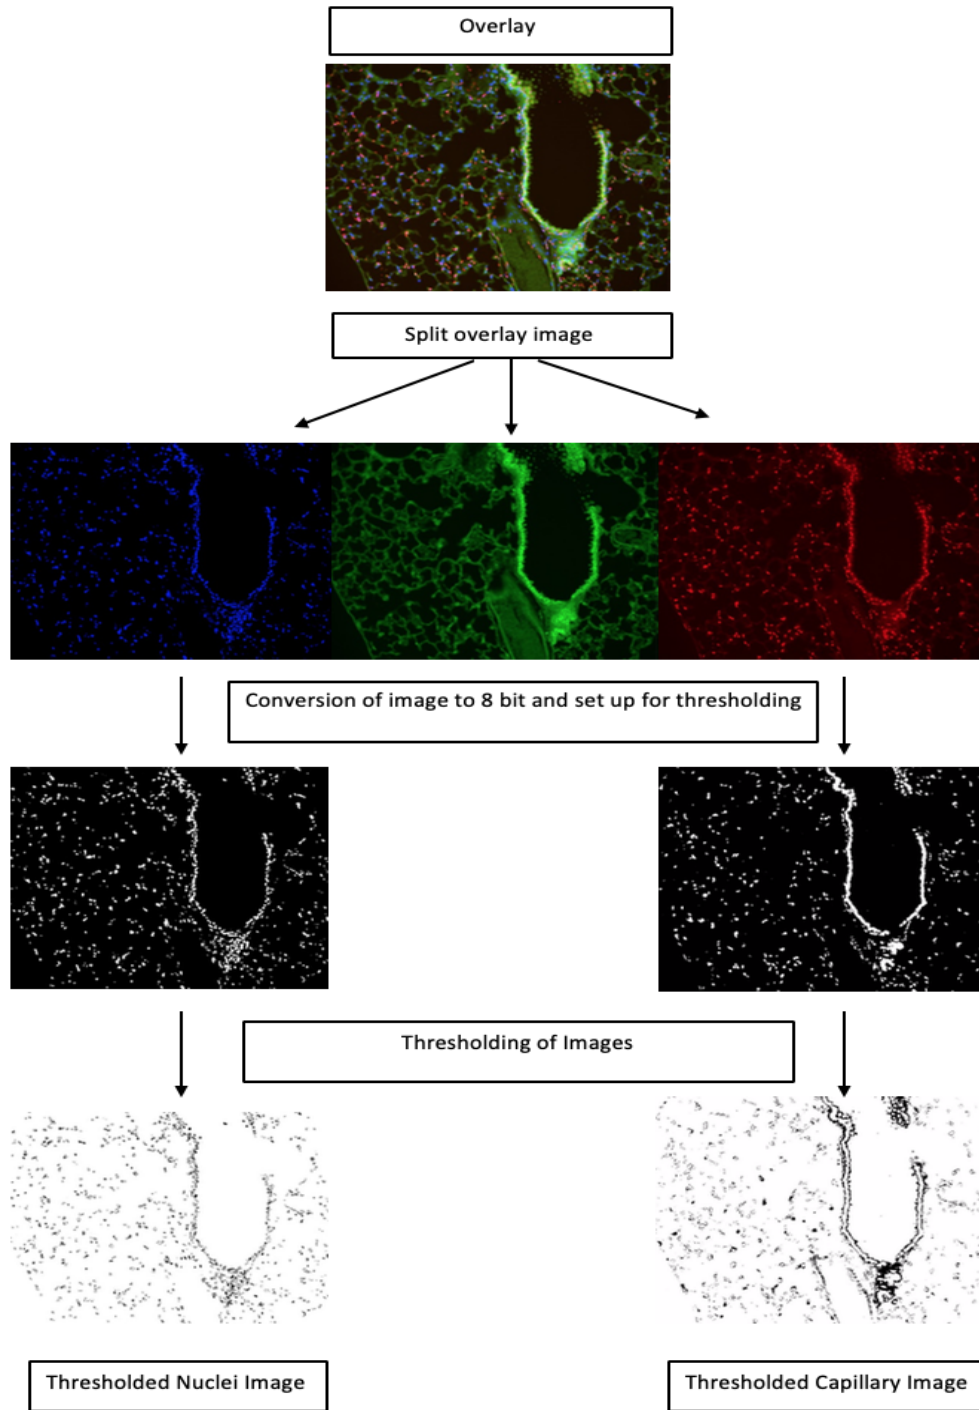 Overlay
Split overlay image
Conversion of image to 8 bit and set up for thresholding
Thresholding of Images
Thresholded Nuclei Image
Thresholded Capillary Image